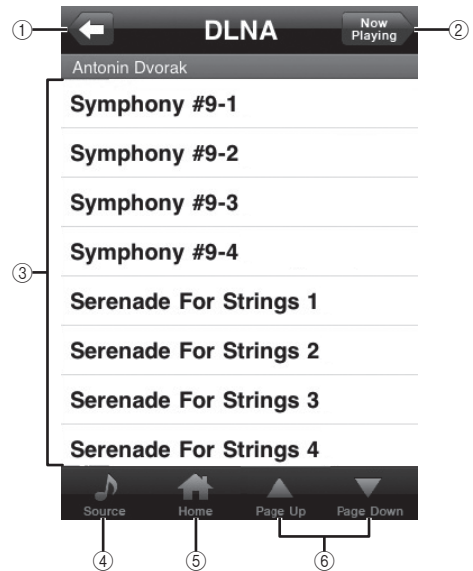 ① DLNA Now Playing ②
Antonin Dvorak
Symphony #9-1
Symphony #9-2
Symphony #9-3
Symphony #9-4
③
Serenade For Strings 1
Serenade For Strings 2
Serenade For Strings 3
Serenade For Strings 4
Source Home Page Up Page Down
④ ⑤ ⑥